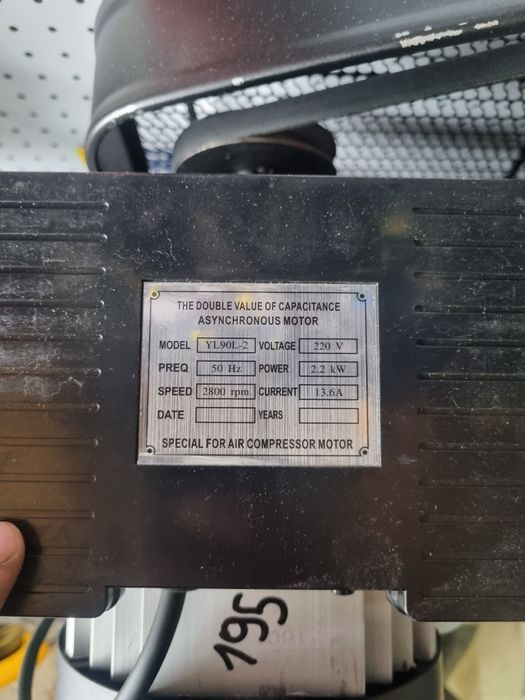 THE DOUBLE VALUE OF CAPACITANCE
ASYNCHRONOUS MOTOR
MODEL YL90L-2 VOLTAGE 220 V
PREQ 50 Hz POWER 2.2 kW
SPEED 2800 rpm CURRENT 13.6A
DATE YEARS
SPECIAL FOR AIR COMPRESSOR MOTOR
195